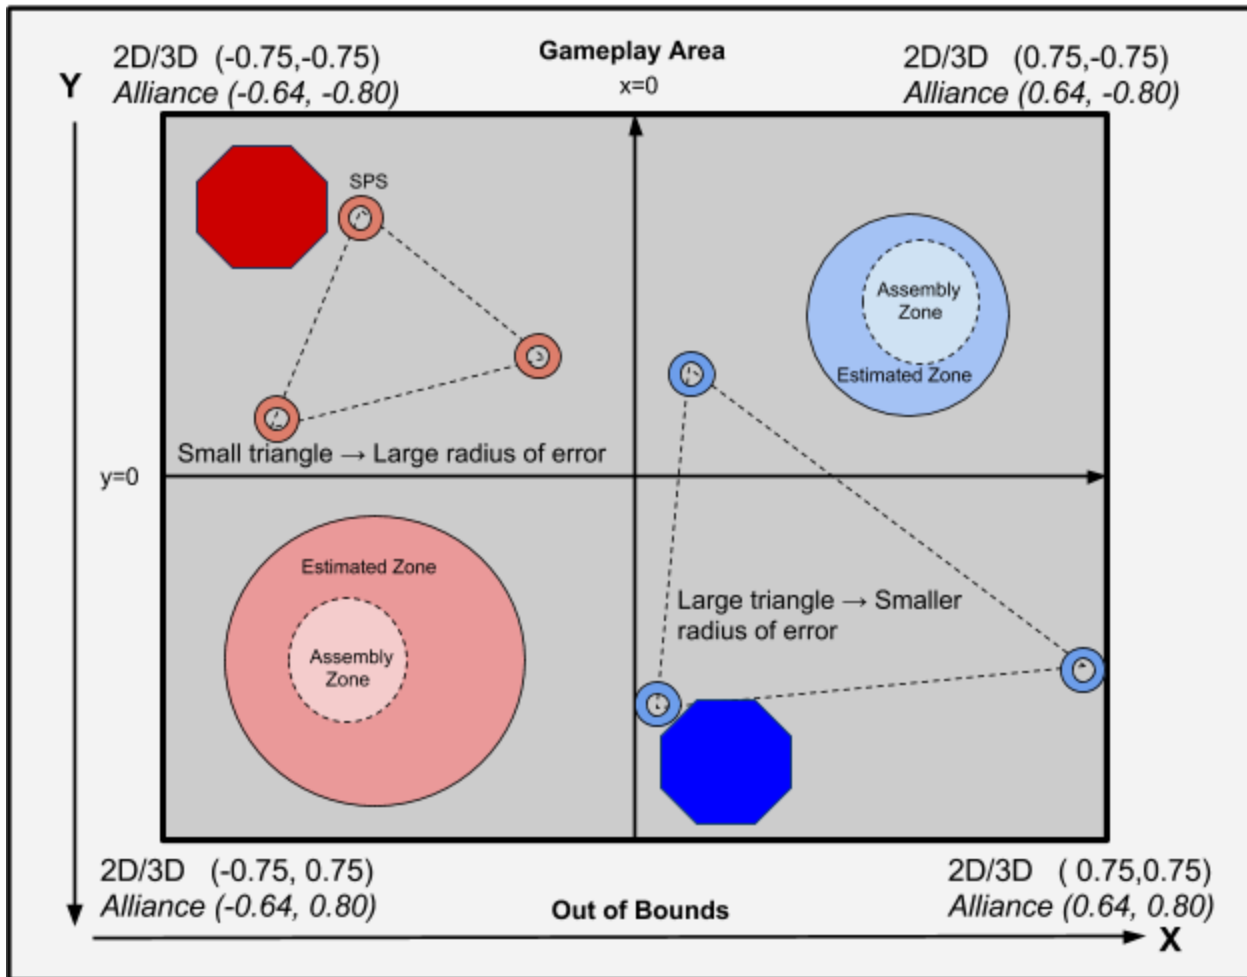 Gameplay Area
2D/3D (-0.75,-0.75)
Alliance (-0.64, -0.80)
x=0
2D/3D (0.75,-0.75)
Alliance (0.64, -0.80)
Y
SPS
Assembly
Zone
Estimated Zone
Small triangle → Large radius of error
y=0
Estimated Zone
Assembly
Zone
Large triangle → Smaller
radius of error
2D/3D (-0.75, 0.75)
Alliance (-0.64, 0.80)
Out of Bounds
2D/3D ( 0.75,0.75)
Alliance (0.64, 0.80)
X